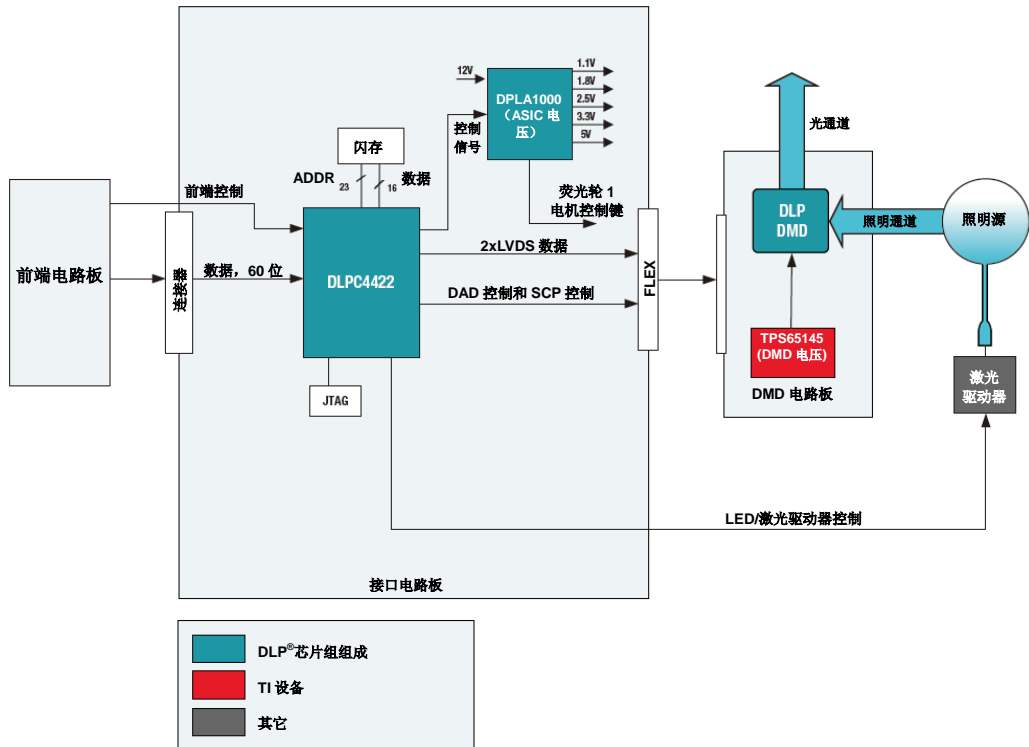 12V
DPLA1000
（ASIC 电
压）
1.1V
1.8V
2.5V
3.3V
5V
控制
信号
闪存
ADDR
23
16
数据
荧光轮 1
电机控制键
光通道
前端控制
前端电路板
连接器
数据，60 位
DLPC4422
2xLVDS 数据
DAD 控制和 SCP 控制
FLEX
DLP
DMD
照明通道
照明源
TPS65145
(DMD 电压)
DMD 电路板
激光
驱动器
JTAG
LED/激光驱动器控制
接口电路板
DLP®芯片组组成
TI 设备
其它